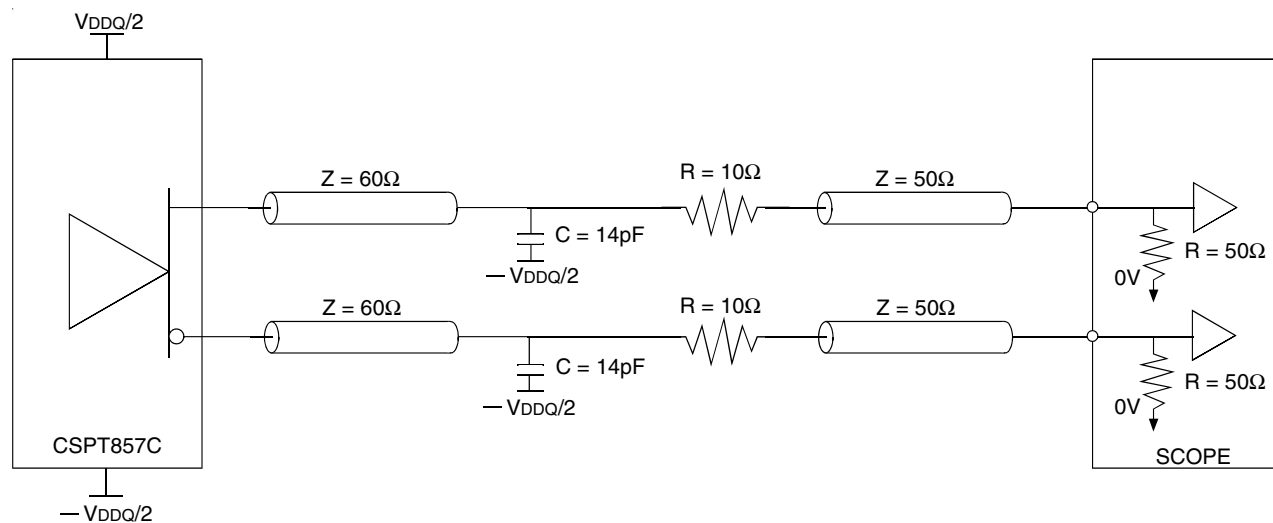 VDDQ/2
Z = 60Ω
R = 10Ω
Z = 50Ω
C = 14pF
R = 50Ω
– VDDQ/2
0V
Z = 60Ω
R = 10Ω
Z = 50Ω
C = 14pF
R = 50Ω
– VDDQ/2
0V
CSPT857C
SCOPE
– VDDQ/2